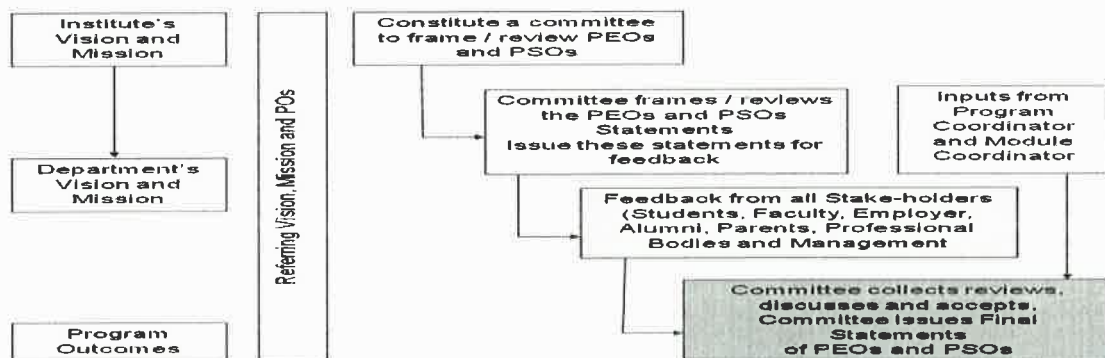 Institute's
Vision and
Mission
Department's
Vision and
Mission
Program
Outcomes
Referring Vision, Mission and POs
Constitute a committee
to frame / review PEOs
and PSOs
Committee frames / reviews
the PEOs and PSOs
Statements
Issue these statements for
feedback
Inputs from
Program
Coordinator
and Module
Coordinator
Feedback from all Stake-holders
(Students, Faculty, Employer,
Alumni, Parents, Professional
Bodies and Management
Committee collects reviews,
discusses and accepts,
Committee Issues Final
Statements
of PEOs and PSOs